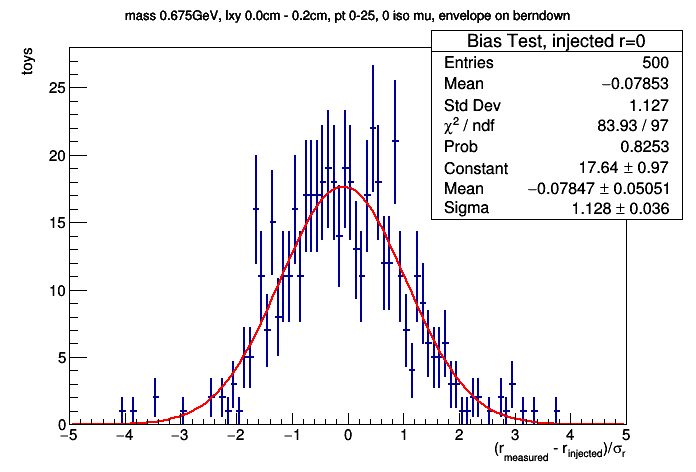 mass 0.675GeV, lxy 0.0cm - 0.2cm, pt 0-25, 0 iso mu, envelope on berndown
Bias Test, injected r=0
Entries 500
Mean −0.07853
Std Dev 1.127
χ² / ndf 83.93 / 97
Prob 0.8253
Constant 17.64 ± 0.97
Mean −0.07847 ± 0.05051
Sigma 1.128 ± 0.036
toys
25
20
15
10
5
0
−5 −4 −3 −2 −1 0 1 2 3 4 5
(r_measured - r_injected)/σ_r